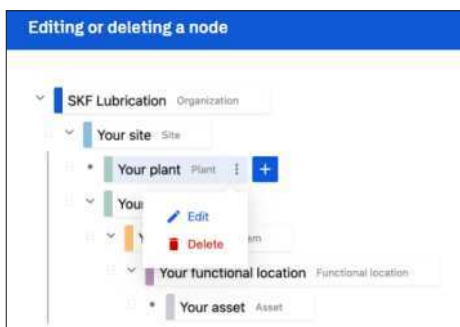 Editing or deleting a node
SKF Lubrication Organization
Your site Site
Your plant Plant
Edit
Delete
Your functional location Functional location
Your asset Asset